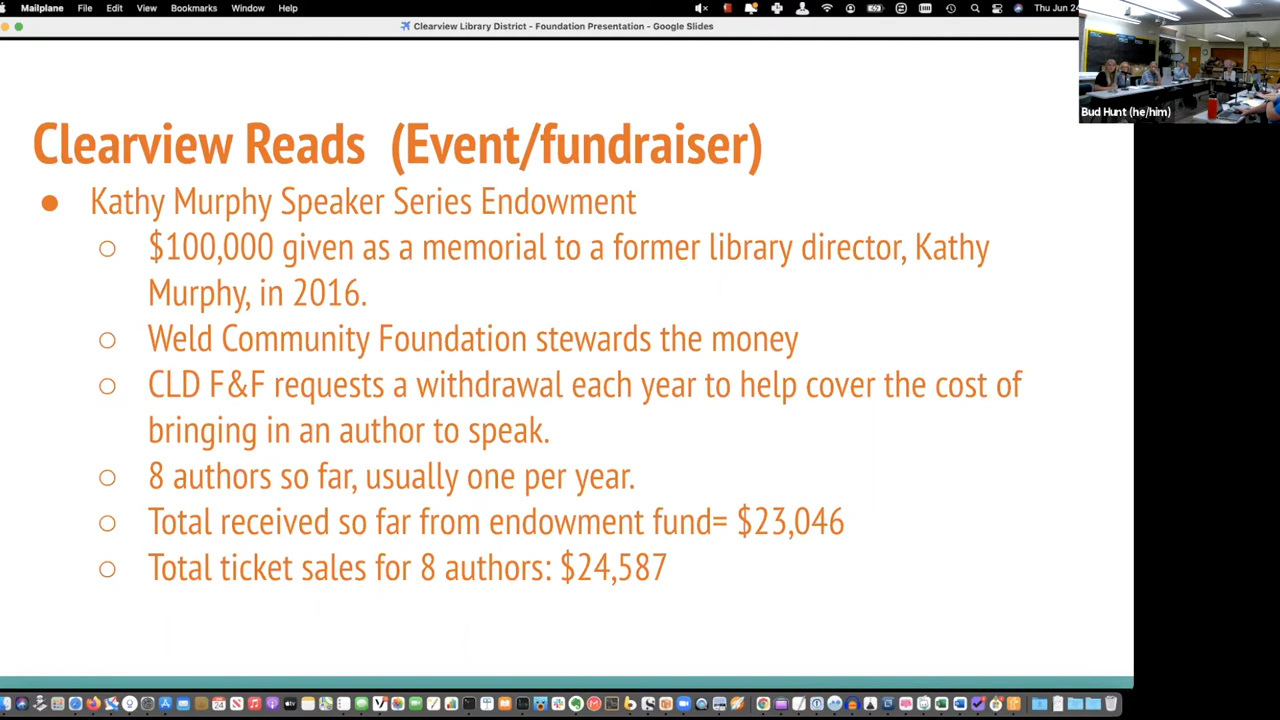 Mailplane File Edit View Bookmarks Window Help Thu Jun 24
Clearview Library District - Foundation Presentation - Google Slides
Bud Hunt (he/him)
Clearview Reads (Event/fundraiser)
● Kathy Murphy Speaker Series Endowment
○ $100,000 given as a memorial to a former library director, Kathy
Murphy, in 2016.
○ Weld Community Foundation stewards the money
○ CLD F&F requests a withdrawal each year to help cover the cost of
bringing in an author to speak.
○ 8 authors so far, usually one per year.
○ Total received so far from endowment fund= $23,046
○ Total ticket sales for 8 authors: $24,587